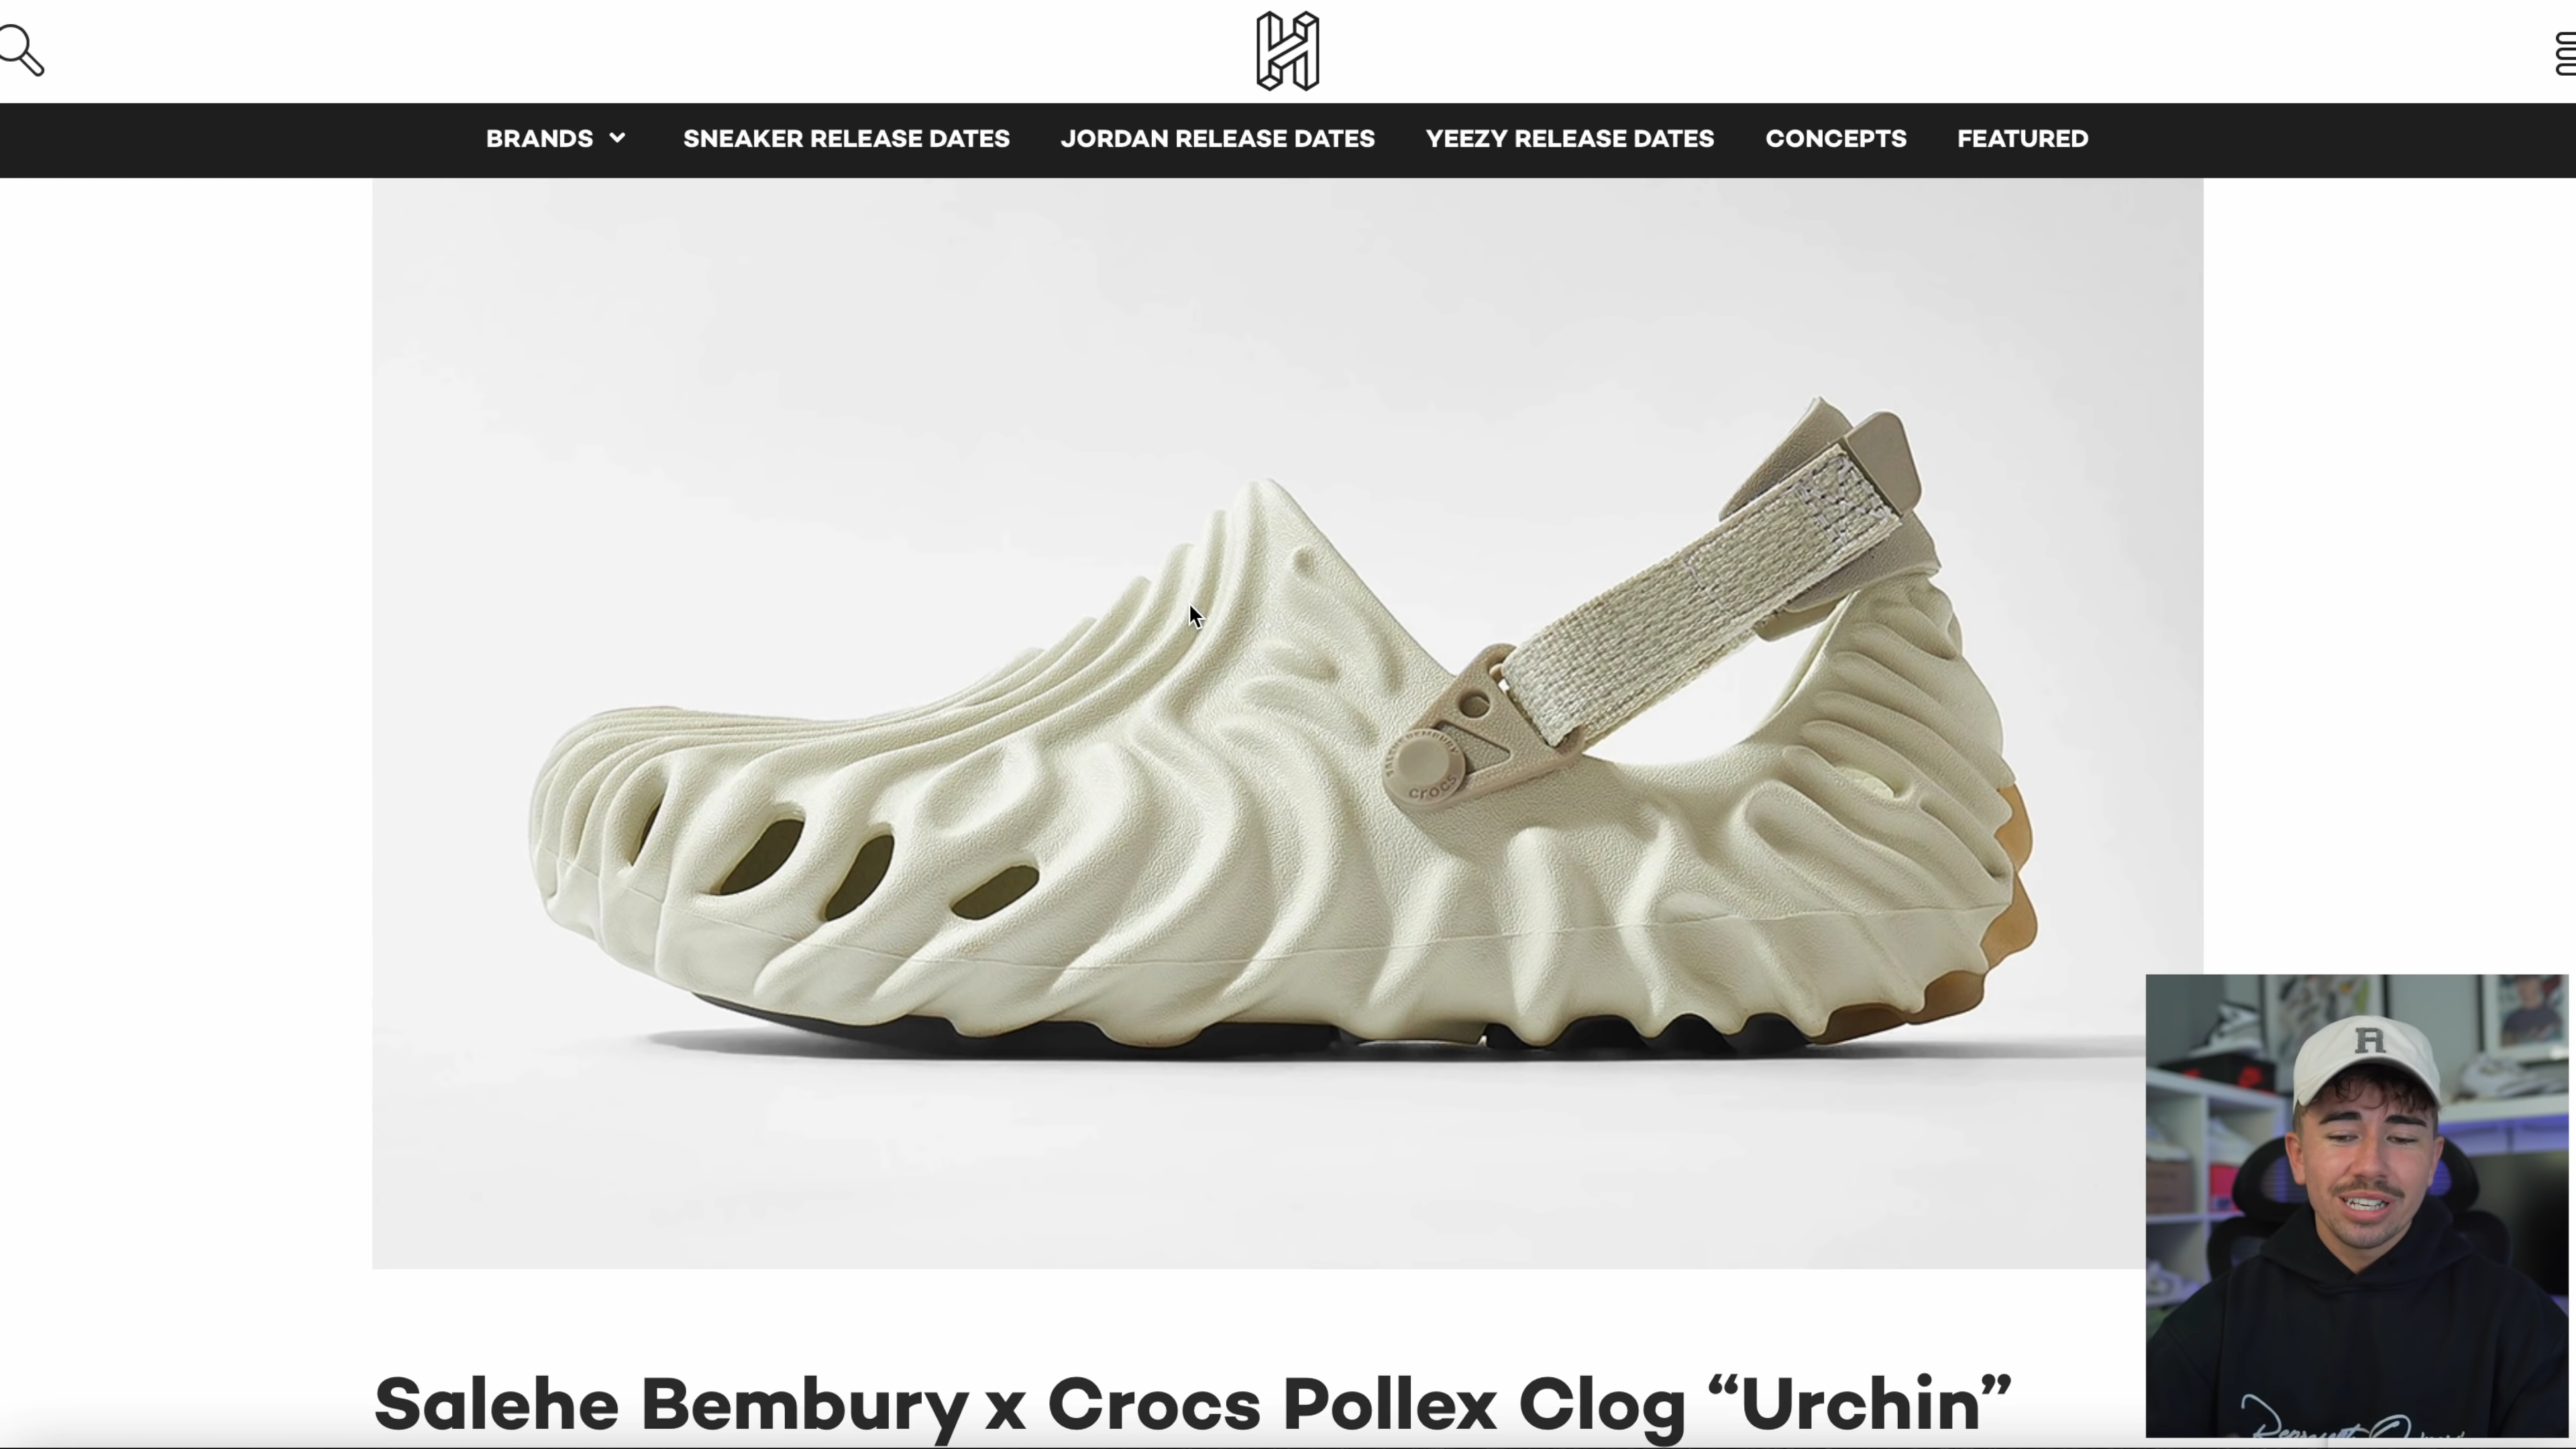 BRANDS
SNEAKER RELEASE DATES
JORDAN RELEASE DATES
YEEZY RELEASE DATES
CONCEPTS
FEATURED
crocs
Salehe Bembury x Crocs Pollex Clog “Urchin”
R
Represent